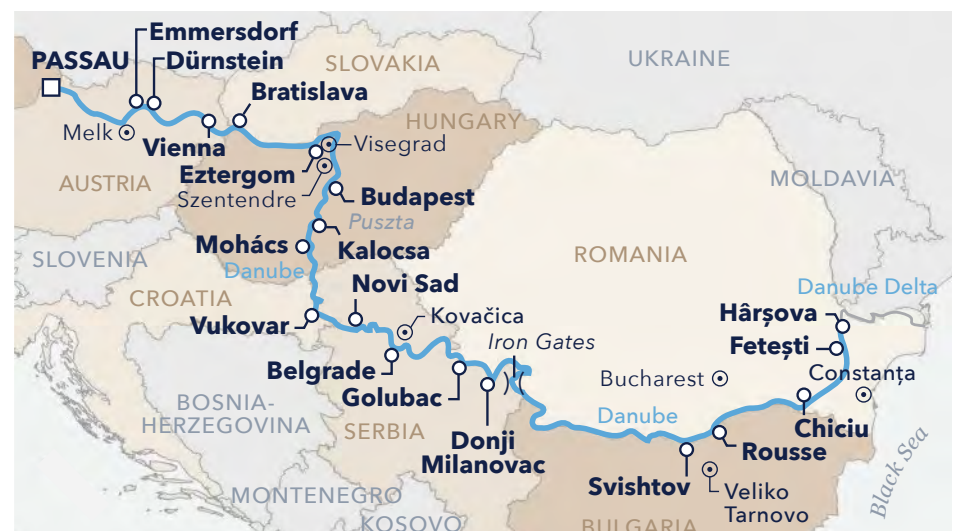 Emmersdorf
PASSAU
Dürnstein
SLOVAKIA
UKRAINE
Bratislava
HUNGARY
Melk
Vienna
Visegrad
Eztergom
AUSTRIA
Szentendre
Budapest
MOLDAVIA
Puszta
Kalocsa
Mohács
SLOVENIA
Danube
ROMANIA
CROATIA
Novi Sad
Danube Delta
Vukovar
Kovačica
Hârșova
Iron Gates
Fetești
Belgrade
Golubac
Bucharest
Constanța
BOSNIA-
HERZEGOVINA
SERBIA
Danube
Chiciu
Donji
Milanovac
Rousse
Black Sea
Svishtov
Veliko
Tarnovo
MONTENEGRO
KOSOVO
BULGARIA